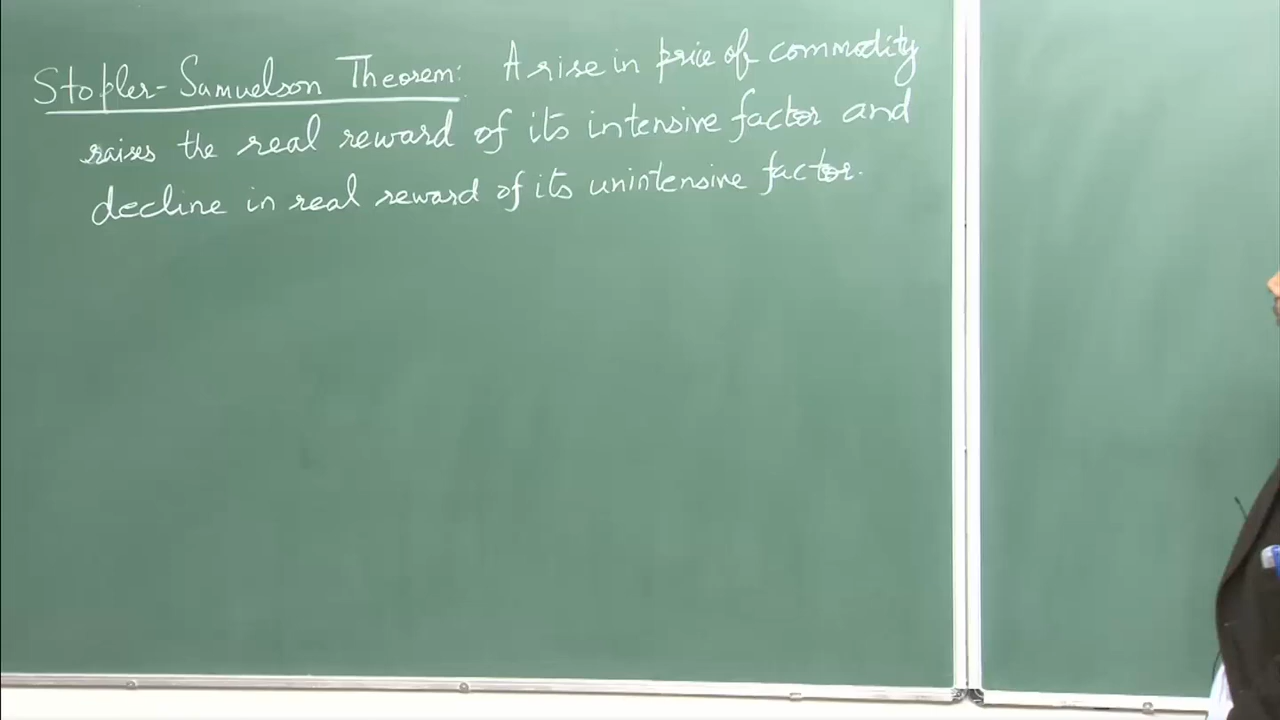 Stopler-Samuelson Theorem: A rise in price of commodity
raises the real reward of its intensive factor and
decline in real reward of its unintensive factor.